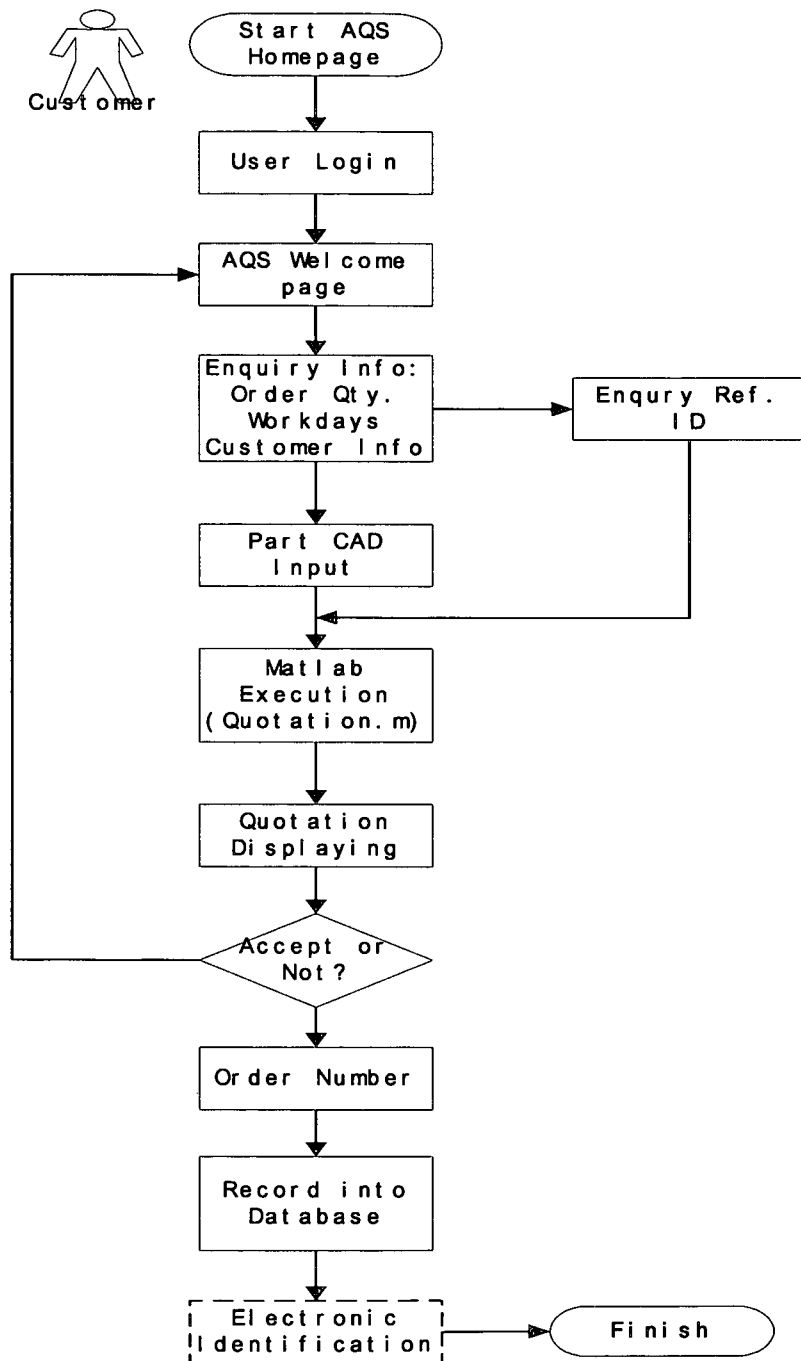 Start AQS
Homepage
Customer
User Login
AQS Welcome
page
Enquiry Info:
Order Qty.
Workdays
Customer Info
Enqury Ref.
ID
Part CAD
Input
Matlab
Execution
(Quotation.m)
Quotation
Displaying
Accept or
Not?
Order Number
Record into
Database
Electronic
Identification
Finish